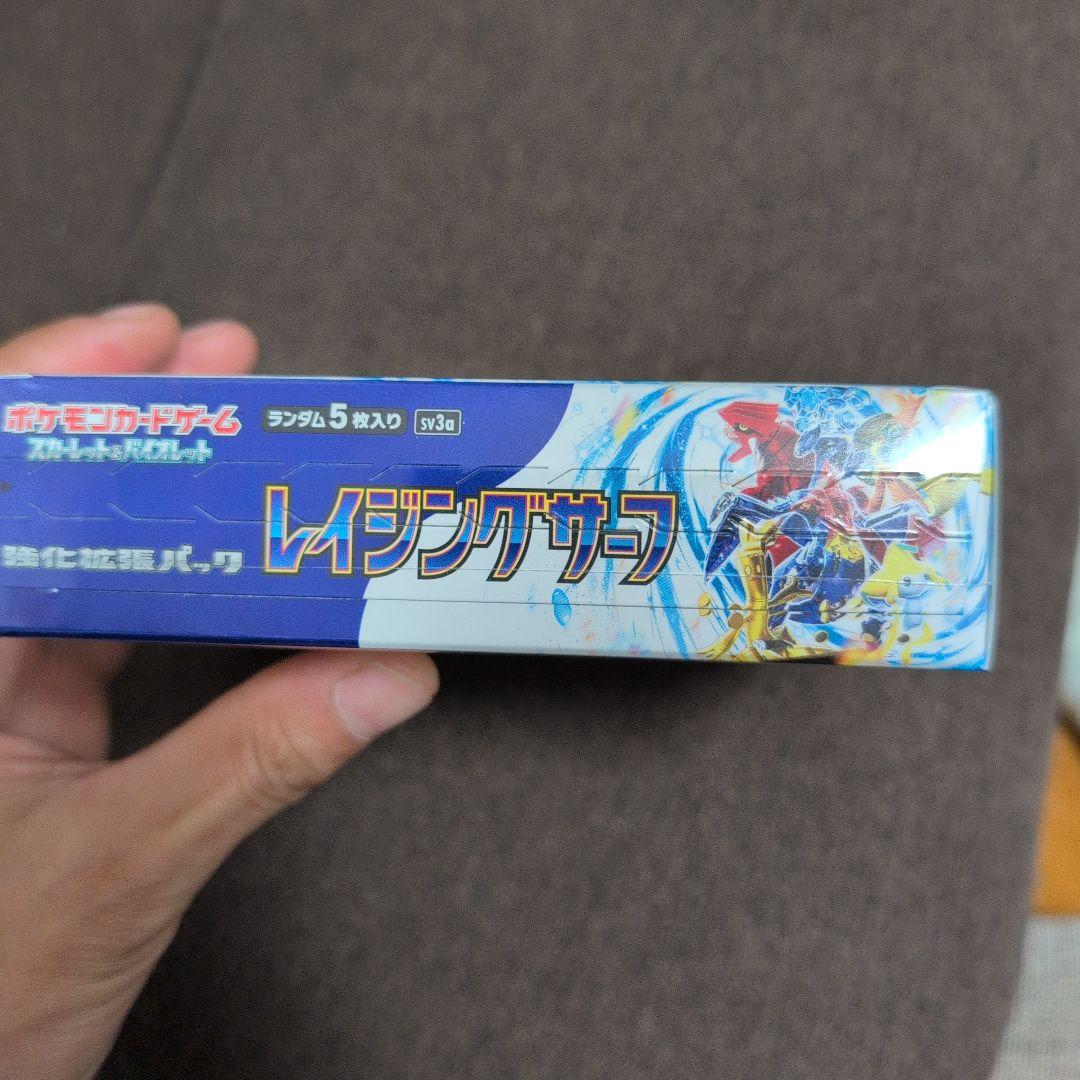 ポケモンカードゲーム
スカーレット&バイオレット
ランダム5枚入り
sv3a
強化拡張パック
レイジングサーフ